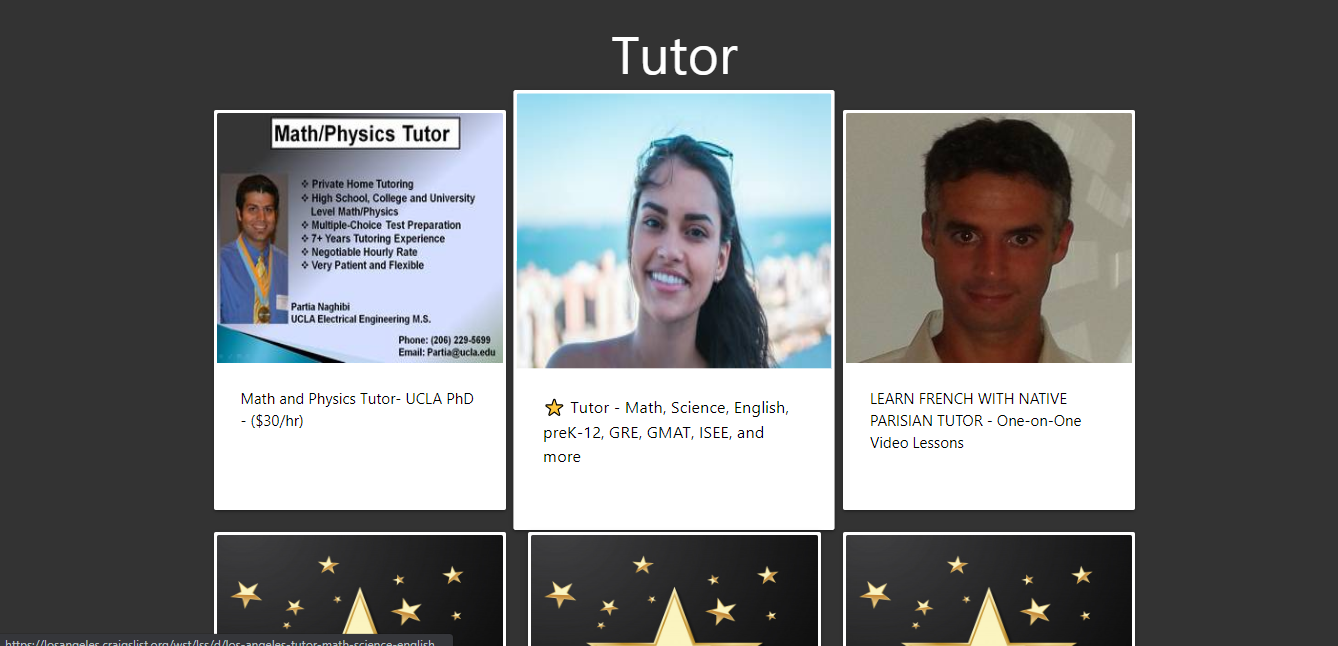 Tutor
Math/Physics Tutor
❖ Private Home Tutoring
❖ High School, College and University
Level Math/Physics
❖ Multiple-Choice Test Preparation
❖ 7+ Years Tutoring Experience
❖ Negotiable Hourly Rate
❖ Very Patient and Flexible
Partia Naghibi
UCLA Electrical Engineering M.S.
Phone: (206) 229-5699
Email: Partia@ucla.edu
Math and Physics Tutor- UCLA PhD
- ($30/hr)
⭐ Tutor - Math, Science, English,
preK-12, GRE, GMAT, ISEE, and
more
LEARN FRENCH WITH NATIVE
PARISIAN TUTOR - One-on-One
Video Lessons
https://losangeles.craigslist.org/wst/lss/d/los-angeles-tutor-math-science-english